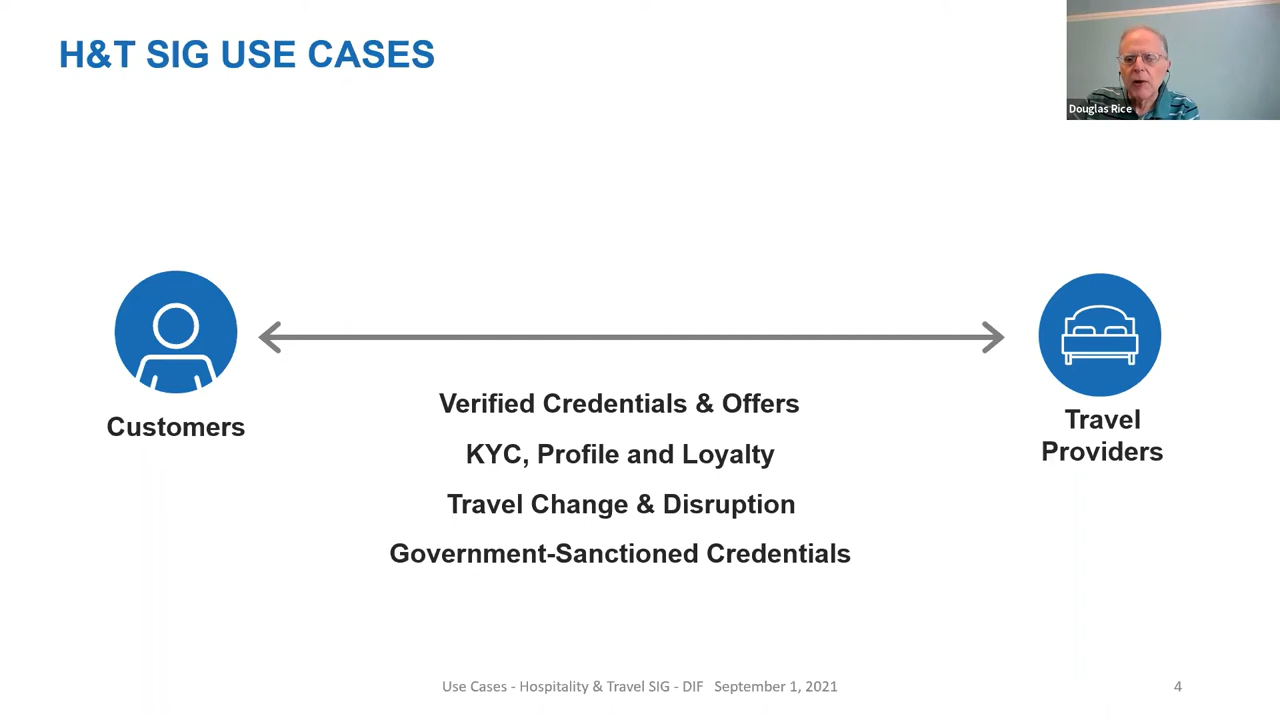 H&T SIG USE CASES
Douglas Rice
Customers
Verified Credentials & Offers
KYC, Profile and Loyalty
Travel Change & Disruption
Government-Sanctioned Credentials
Travel
Providers
Use Cases - Hospitality & Travel SIG - DIF September 1, 2021
4